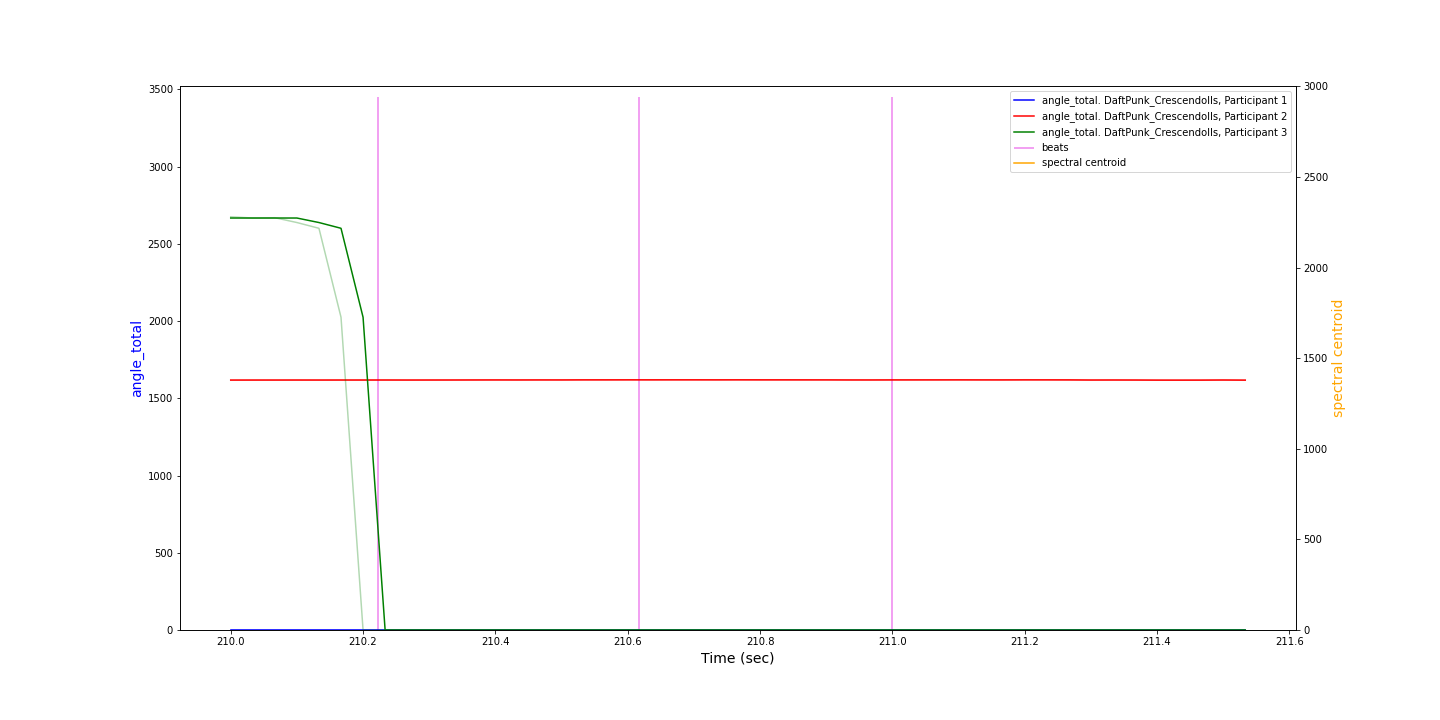 3500
3000
2500
2000
1500
1000
500
0
angle_total
3000
2500
2000
1500
1000
500
0
spectral centroid
angle_total. DaftPunk_Crescendolls, Participant 1
angle_total. DaftPunk_Crescendolls, Participant 2
angle_total. DaftPunk_Crescendolls, Participant 3
beats
spectral centroid
210.0 210.2 210.4 210.6 210.8 211.0 211.2 211.4 211.6
Time (sec)